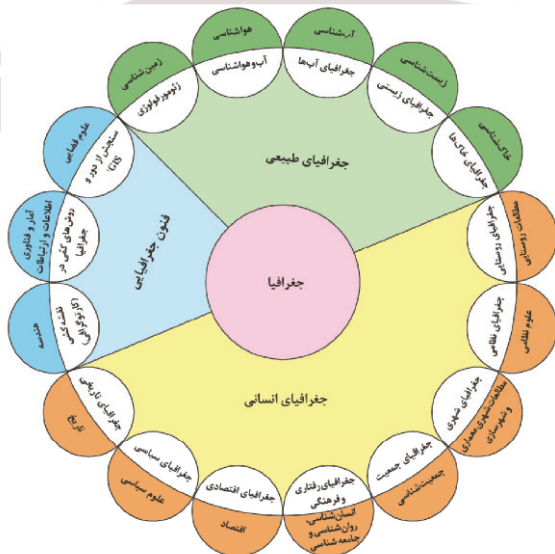 جغرافیا
جغرافیای طبیعی
زمین‌شناسی
ژئومورفولوژی
هواشناسی
آب و هواشناسی
آب‌شناسی
جغرافیای آب‌ها
زیست‌شناسی
جغرافیای زیستی
خاک‌شناسی
جغرافیای خاک‌ها
جغرافیای انسانی
مطالعات روستایی
جغرافیای روستایی
علوم نظامی
جغرافیای نظامی
مطالعات شهری معماری
و شهرسازی
جغرافیای شهری
جمعیت‌شناسی
جغرافیای جمعیت
انسان‌شناسی،
روان‌شناسی و
جامعه شناسی
جغرافیای رفتاری
و فرهنگی
اقتصاد
جغرافیای اقتصادی
علوم سیاسی
جغرافیای سیاسی
تاریخ
جغرافیای تاریخی
فنون جغرافیایی
هندسه
نقشه‌کشی
(کارتوگرافی)
آمار و فناوری
اطلاعات و ارتباطات
روش‌های کمّی در
جغرافیا
علوم فضایی
سنجش از دور و
GIS